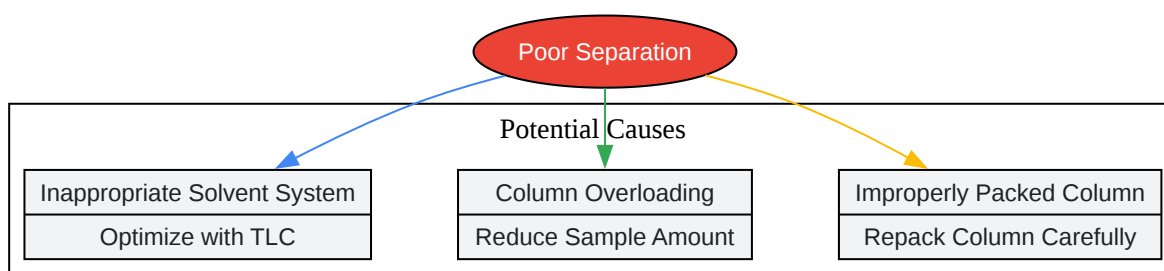 Poor Separation
Potential Causes
Inappropriate Solvent System
Optimize with TLC
Column Overloading
Reduce Sample Amount
Improperly Packed Column
Repack Column Carefully